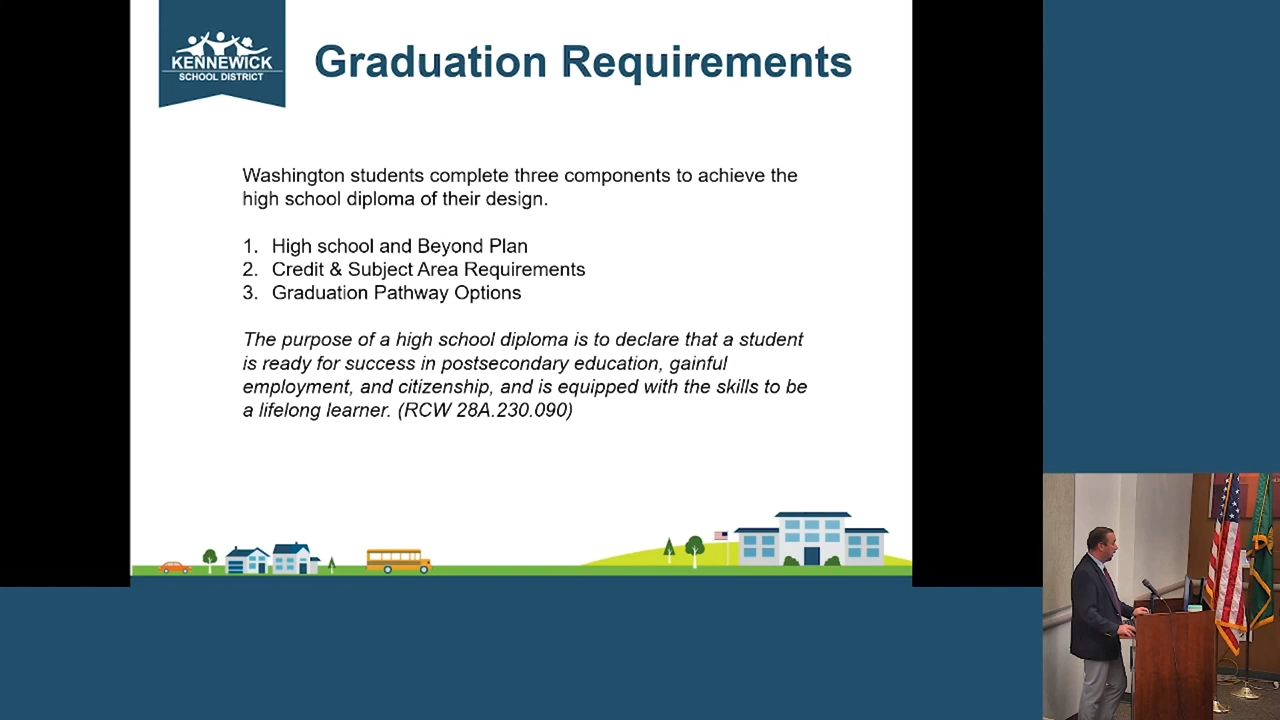 KENNEWICK
SCHOOL DISTRICT
Graduation Requirements
Washington students complete three components to achieve the
high school diploma of their design.
1. High school and Beyond Plan
2. Credit & Subject Area Requirements
3. Graduation Pathway Options
The purpose of a high school diploma is to declare that a student
is ready for success in postsecondary education, gainful
employment, and citizenship, and is equipped with the skills to be
a lifelong learner. (RCW 28A.230.090)